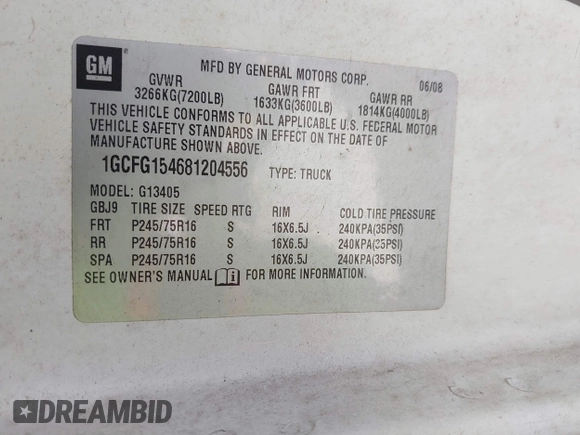 GM
MFD BY GENERAL MOTORS CORP. 06/08
GVWR GAWR FRT GAWR RR
3266KG(7200LB) 1633KG(3600LB) 1814KG(4000LB)
THIS VEHICLE CONFORMS TO ALL APPLICABLE U.S. FEDERAL MOTOR
VEHICLE SAFETY STANDARDS IN EFFECT ON THE DATE OF
MANUFACTURE SHOWN ABOVE.
1GCFG154681204556 TYPE: TRUCK
MODEL: G13405
GBJ9 TIRE SIZE SPEED RTG RIM COLD TIRE PRESSURE
FRT P245/75R16 S 16X6.5J 240KPA(35PSI)
RR P245/75R16 S 16X6.5J 240KPA(35PSI)
SPA P245/75R16 S 16X6.5J 240KPA(35PSI)
SEE OWNER'S MANUAL FOR MORE INFORMATION.
DREAMBID